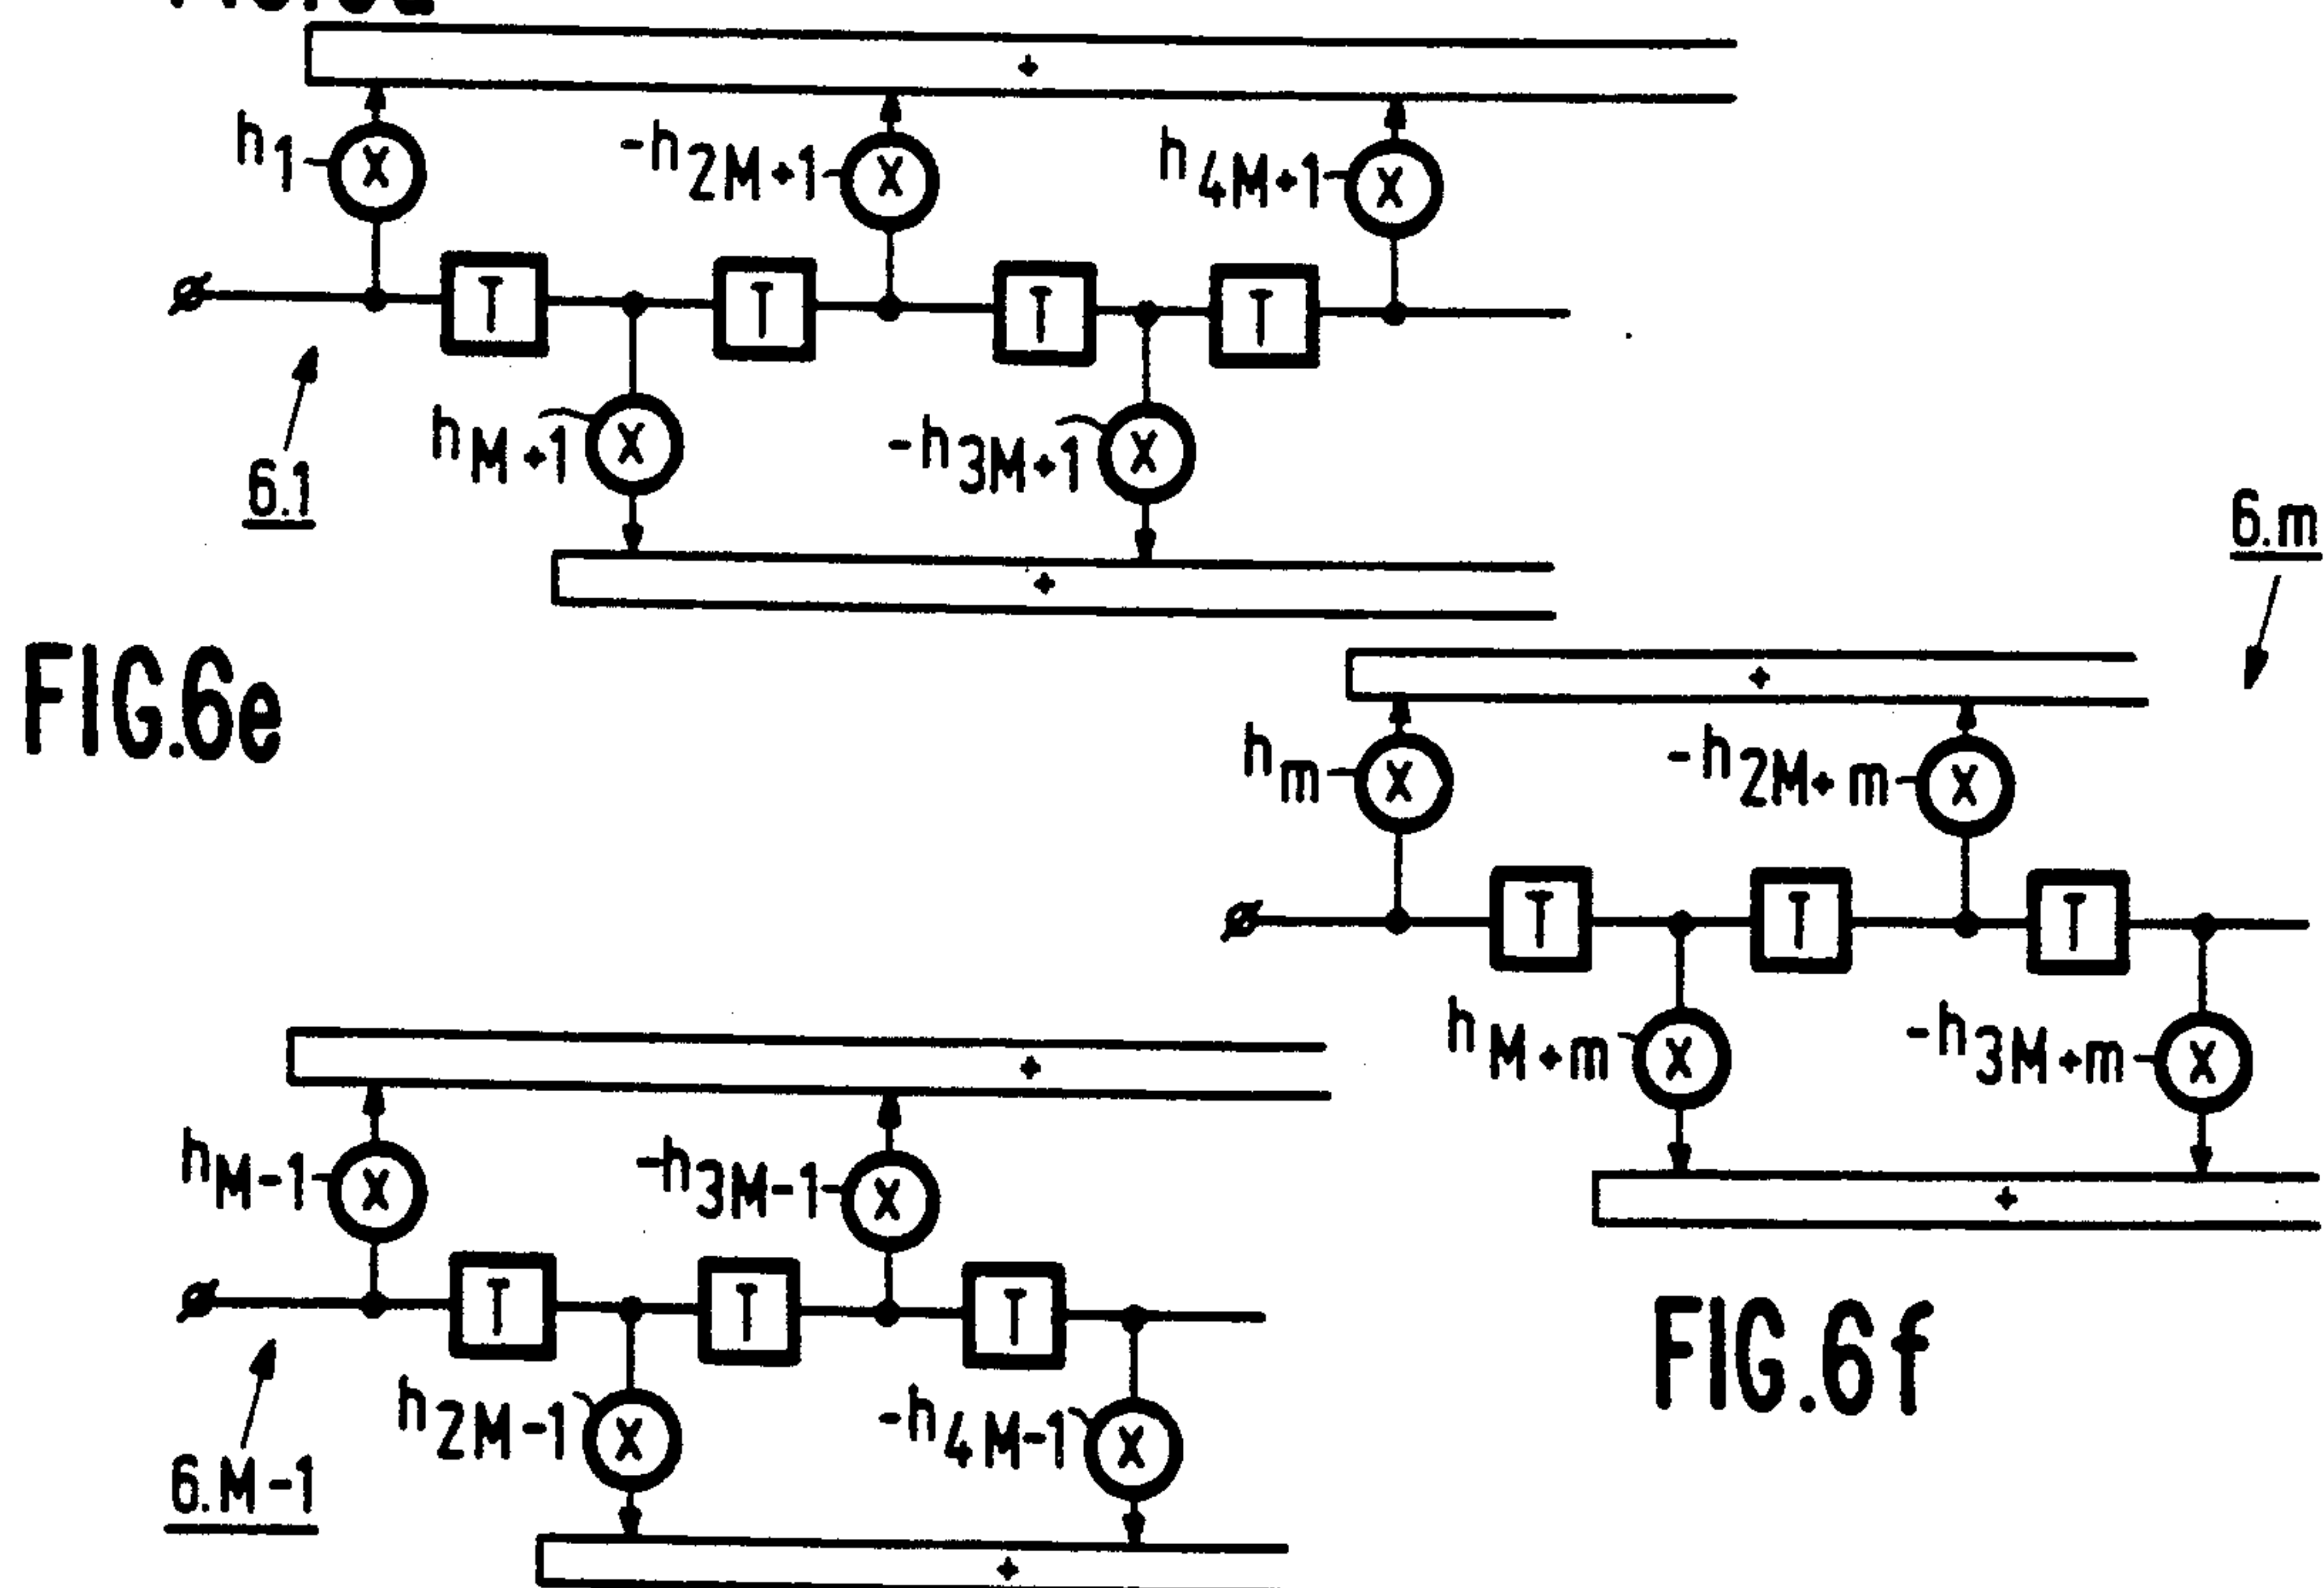 +
h1 X -h2M+1 X h4M+1 X
T T T T
hM+1 X -h3M+1 X
6.1
+
6.m
FIG.6e
+
hm X -h2M+m X
T T T
hM+m X -h3M+m X
+
+
hM-1 X -h3M-1 X
T T T
FIG.6f
h2M-1 X -h4M-1 X
6.M-1
+